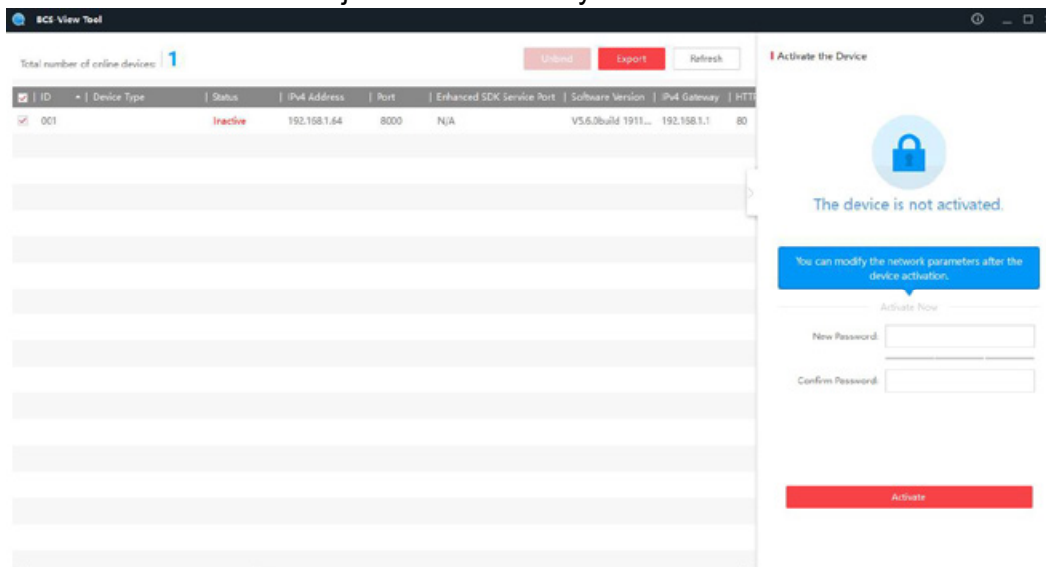 BCS View Tool
Total number of online devices: 1
Unbind Export Refresh
ID Device Type Status IPv4 Address Port Enhanced SDK Service Port Software Version IPv4 Gateway HTTP
001 Inactive 192.158.1.64 8000 N/A V5.6.0build 1911... 192.158.1.1 80
Activate the Device
The device is not activated.
You can modify the network parameters after the
device activation.
Activate Now
New Password:
Confirm Password:
Activate